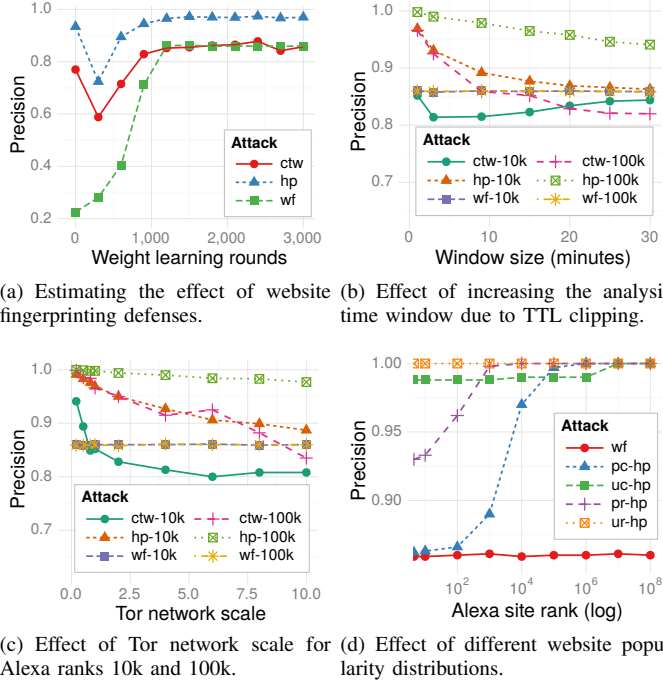 1.0
0.8
0.6
0.4
0.2
Precision
0
1,000
2,000
3,000
Weight learning rounds
Attack
ctw
hp
wf
(a) Estimating the effect of website
fingerprinting defenses.
1.0
0.9
0.8
0.7
Precision
0
10
20
30
Window size (minutes)
Attack
ctw-10k
hp-10k
wf-10k
ctw-100k
hp-100k
wf-100k
(b) Effect of increasing the analysi
time window due to TTL clipping.
1.0
0.9
0.8
0.7
Precision
0.0
2.5
5.0
7.5
10.0
Tor network scale
Attack
ctw-10k
hp-10k
wf-10k
ctw-100k
hp-100k
wf-100k
(c) Effect of Tor network scale for
Alexa ranks 10k and 100k.
1.00
0.95
0.90
Precision
10²
10⁴
10⁶
10⁸
Alexa site rank (log)
Attack
wf
pc-hp
uc-hp
pr-hp
ur-hp
(d) Effect of different website popu
larity distributions.